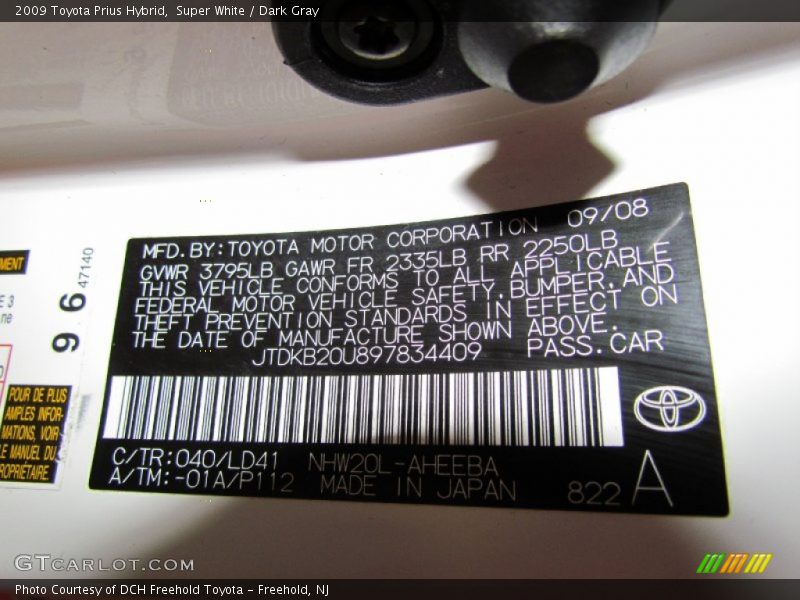 2009 Toyota Prius Hybrid, Super White / Dark Gray
MFD. BY: TOYOTA MOTOR CORPORATION 09/08
GVWR 3795LB GAWR FR 2335LB RR 2250LB
THIS VEHICLE CONFORMS TO ALL APPLICABLE
FEDERAL MOTOR VEHICLE SAFETY, BUMPER, AND
THEFT PREVENTION STANDARDS IN EFFECT ON
THE DATE OF MANUFACTURE SHOWN ABOVE.
JTDKB20U897834409 PASS. CAR
C/TR: 040/LD41 NHW20L-AHEEBA
A/TM: -01A/P112 MADE IN JAPAN 822 A
96 47140
POUR DE PLUS
AMPLES INFOR-
MATIONS, VOIR
LE MANUEL DU
PROPRIÉTAIRE
GTCARLOT.COM
Photo Courtesy of DCH Freehold Toyota - Freehold, NJ